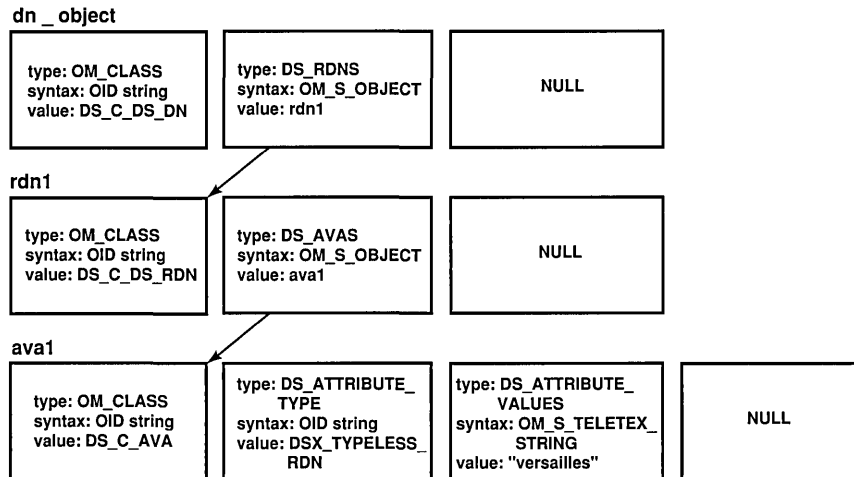 dn _ object
type: OM_CLASS
syntax: OID string
value: DS_C_DS_DN
type: DS_RDNS
syntax: OM_S_OBJECT
value: rdn1
NULL
rdn1
type: OM_CLASS
syntax: OID string
value: DS_C_DS_RDN
type: DS_AVAS
syntax: OM_S_OBJECT
value: ava1
NULL
ava1
type: OM_CLASS
syntax: OID string
value: DS_C_AVA
type: DS_ATTRIBUTE_
TYPE
syntax: OID string
value: DSX_TYPELESS_
RDN
type: DS_ATTRIBUTE_
VALUES
syntax: OM_S_TELETEX_
STRING
value: "versailles"
NULL